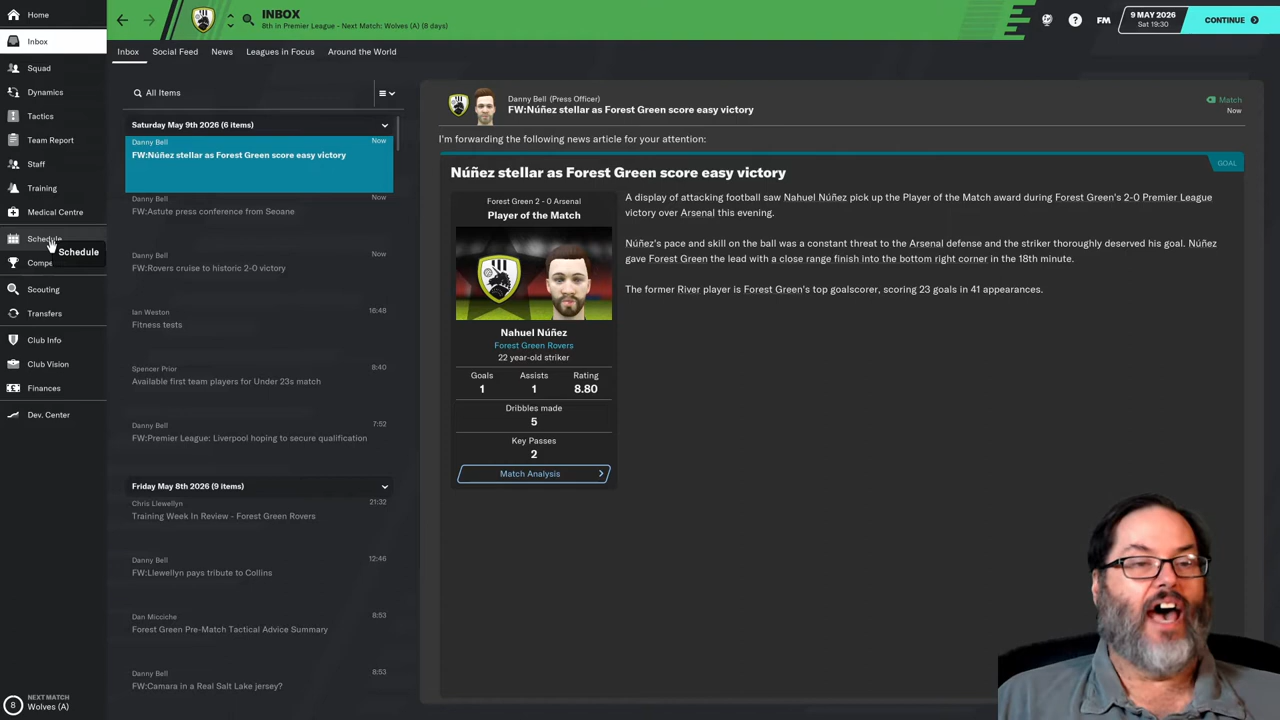 Home
INBOX
8th in Premier League - Next Match: Wolves (A) (8 days)
?
FM
9 MAY 2026
Sat 19:30
CONTINUE
Inbox
Squad
Dynamics
Tactics
Team Report
Staff
Training
Medical Centre
Schedule
Schedule
Compe
Scouting
Transfers
Club Info
Club Vision
Finances
Dev. Center
NEXT MATCH
8
Wolves (A)
Inbox
Social Feed
News
Leagues in Focus
Around the World
All Items
Saturday May 9th 2026 (6 items)
Danny Bell
Now
FW:Núñez stellar as Forest Green score easy victory
Danny Bell
Now
FW:Astute press conference from Seoane
Danny Bell
Now
FW:Rovers cruise to historic 2-0 victory
Ian Weston
16:48
Fitness tests
Spencer Prior
8:40
Available first team players for Under 23s match
Danny Bell
7:52
FW:Premier League: Liverpool hoping to secure qualification
Friday May 8th 2026 (9 items)
Chris Llewellyn
21:32
Training Week In Review - Forest Green Rovers
Danny Bell
12:46
FW:Llewellyn pays tribute to Collins
Dan Micciche
8:53
Forest Green Pre-Match Tactical Advice Summary
Danny Bell
8:53
FW:Camara in a Real Salt Lake jersey?
Danny Bell (Press Officer)
FW:Núñez stellar as Forest Green score easy victory
Match
Now
I'm forwarding the following news article for your attention:
GOAL
Núñez stellar as Forest Green score easy victory
Forest Green 2 - 0 Arsenal
Player of the Match
Nahuel Núñez
Forest Green Rovers
22 year-old striker
Goals
Assists
Rating
1
1
8.80
Dribbles made
5
Key Passes
2
Match Analysis
A display of attacking football saw Nahuel Núñez pick up the Player of the Match award during Forest Green's 2-0 Premier League
victory over Arsenal this evening.
Núñez's pace and skill on the ball was a constant threat to the Arsenal defense and the striker thoroughly deserved his goal. Núñez
gave Forest Green the lead with a close range finish into the bottom right corner in the 18th minute.
The former River player is Forest Green's top goalscorer, scoring 23 goals in 41 appearances.